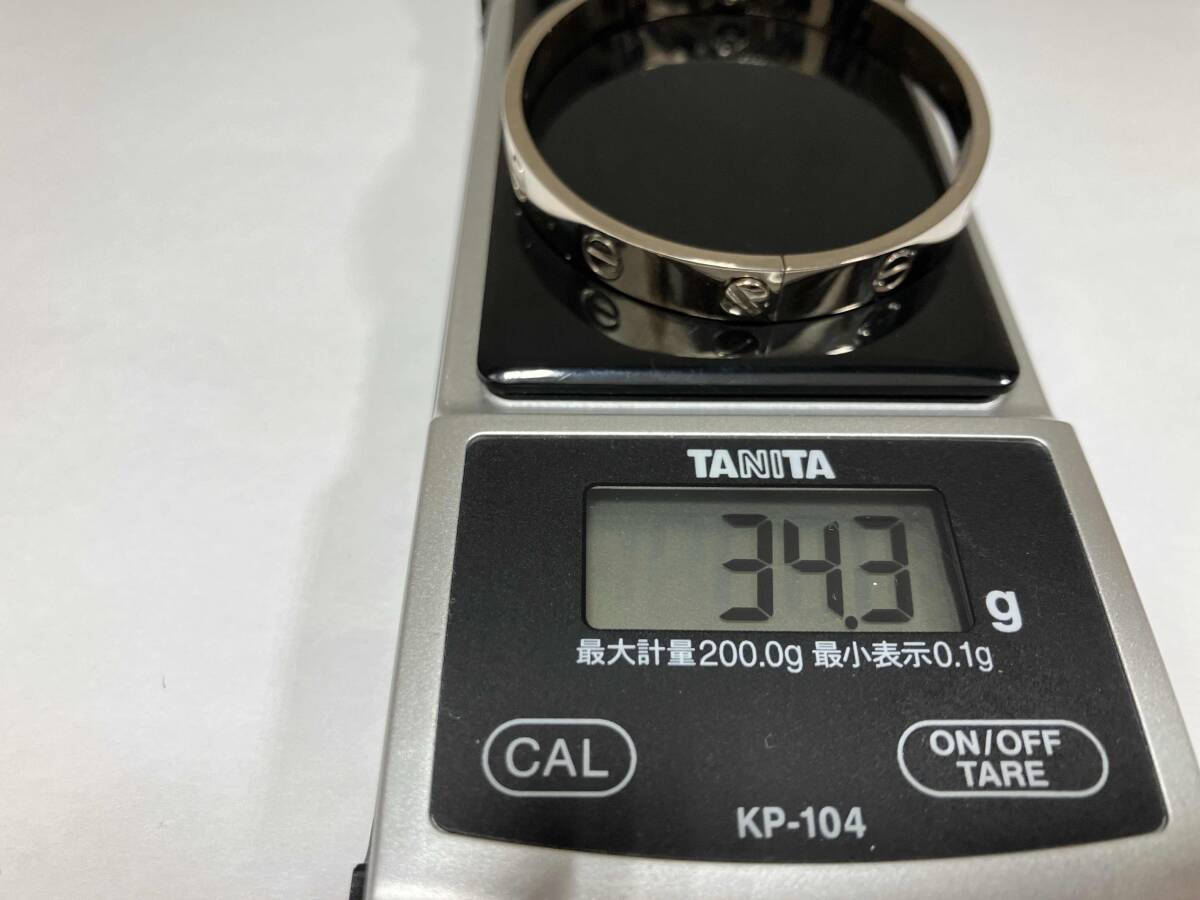 TANITA
34.3 g
最大計量200.0g 最小表示0.1g
CAL
ON/OFF
TARE
KP-104